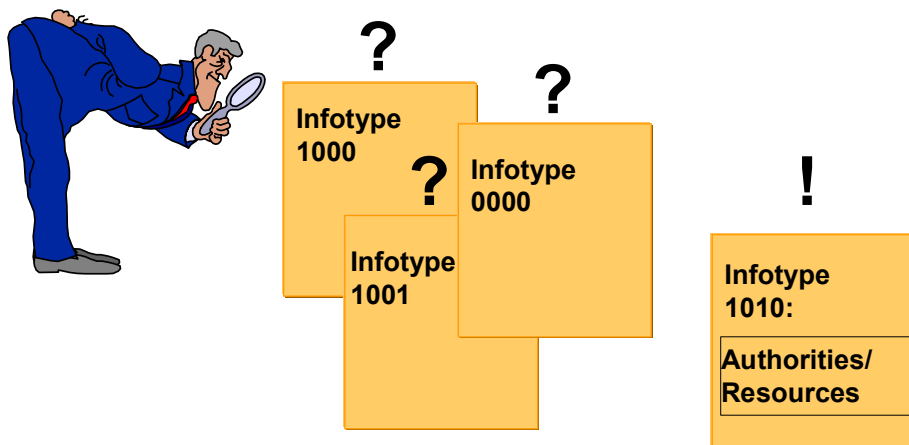 ?
Infotype
1000
?
Infotype
0000
?
Infotype
1001
!
Infotype
1010:
Authorities/
Resources